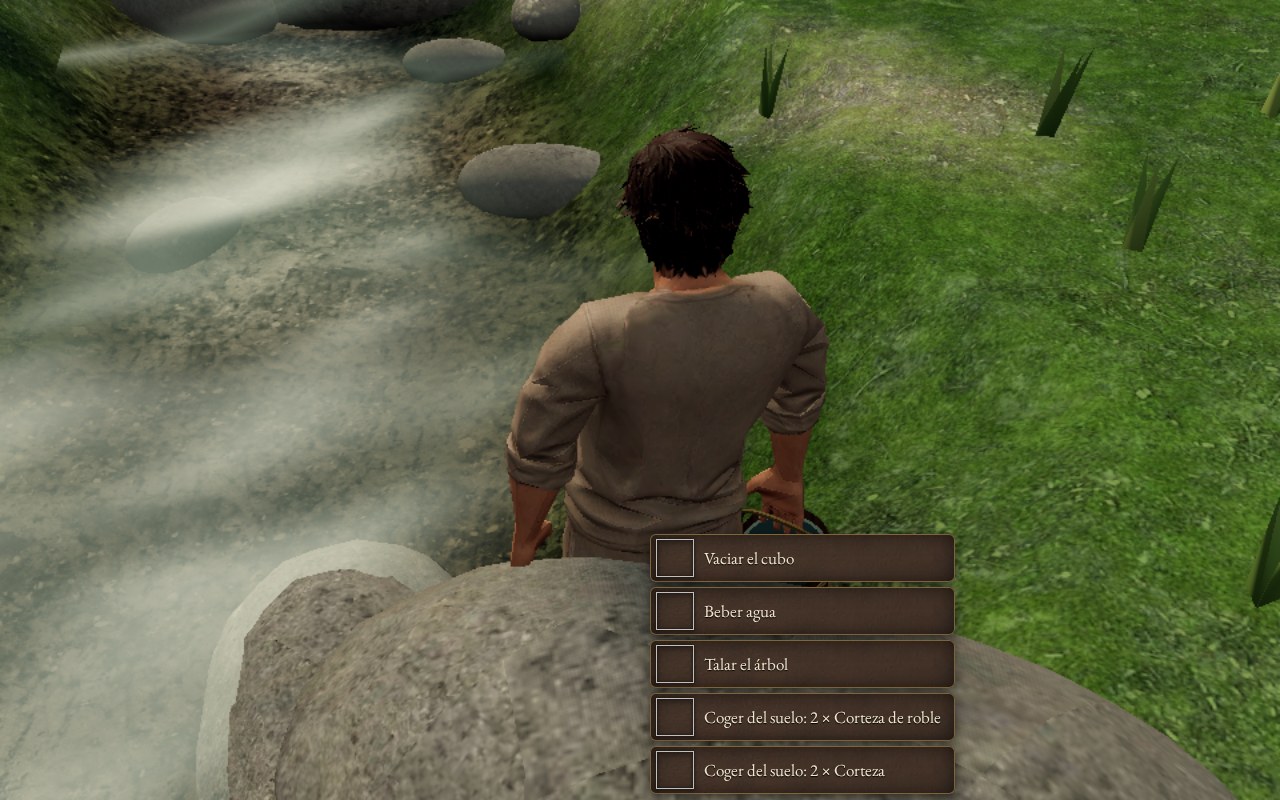 Vaciar el cubo
Beber agua
Talar el árbol
Coger del suelo: 2 × Corteza de roble
Coger del suelo: 2 × Corteza